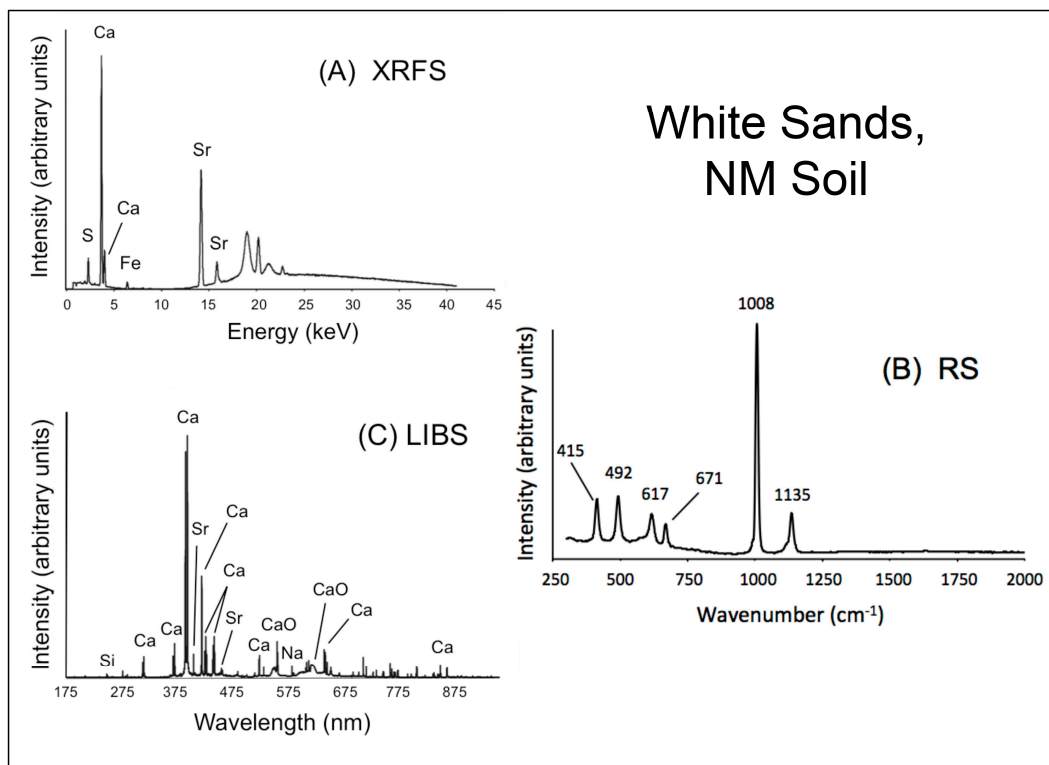 (A) XRFS
Ca
Sr
Ca
S
Fe
Sr
Intensity (arbitrary units)
0 5 10 15 20 25 30 35 40 45
Energy (keV)
White Sands,
NM Soil
(B) RS
1008
415
492
617
671
1135
Intensity (arbitrary units)
250 500 750 1000 1250 1500 1750 2000
Wavenumber (cm⁻¹)
(C) LIBS
Ca
Sr
Ca
Ca
Ca
Ca
Sr
Si
Ca
CaO
Na
CaO
Ca
Ca
Intensity (arbitrary units)
175 275 375 475 575 675 775 875
Wavelength (nm)